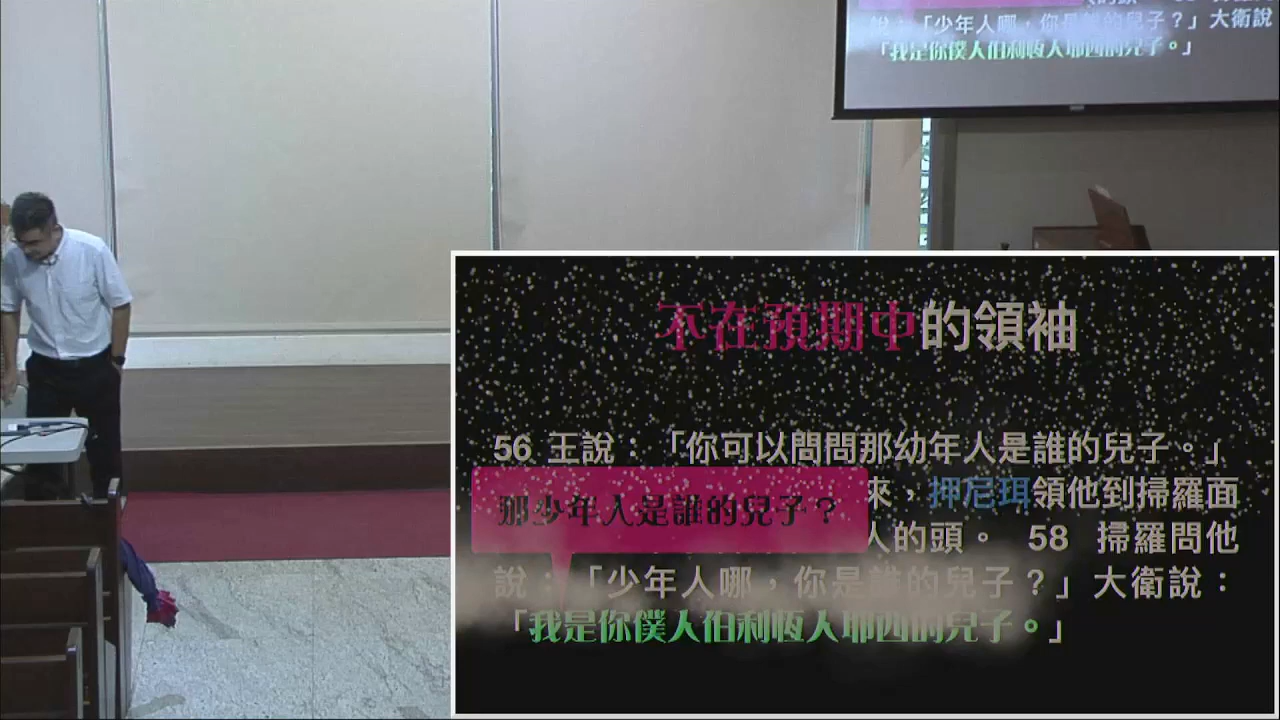 說：「少年人哪，你是誰的兒子？」大衛說
「我是你僕人伯利恆人耶西的兒子。」
不在預期中的領袖
56 王說：「你可以問問那幼年人是誰的兒子。」
來，押尼珥領他到掃羅面
那少年人是誰的兒子？
人的頭。 58 掃羅問他
說：「少年人哪，你是誰的兒子？」大衛說：
「我是你僕人伯利恆人耶西的兒子。」